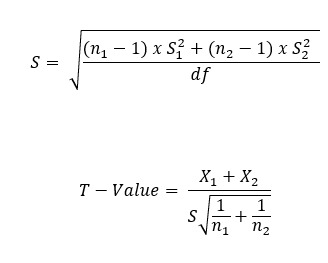 S = √(((n₁ − 1) x S₁² + (n₂ − 1) x S₂²) / df)
T − Value = (X₁ + X₂) / (S√(1/n₁ + 1/n₂))